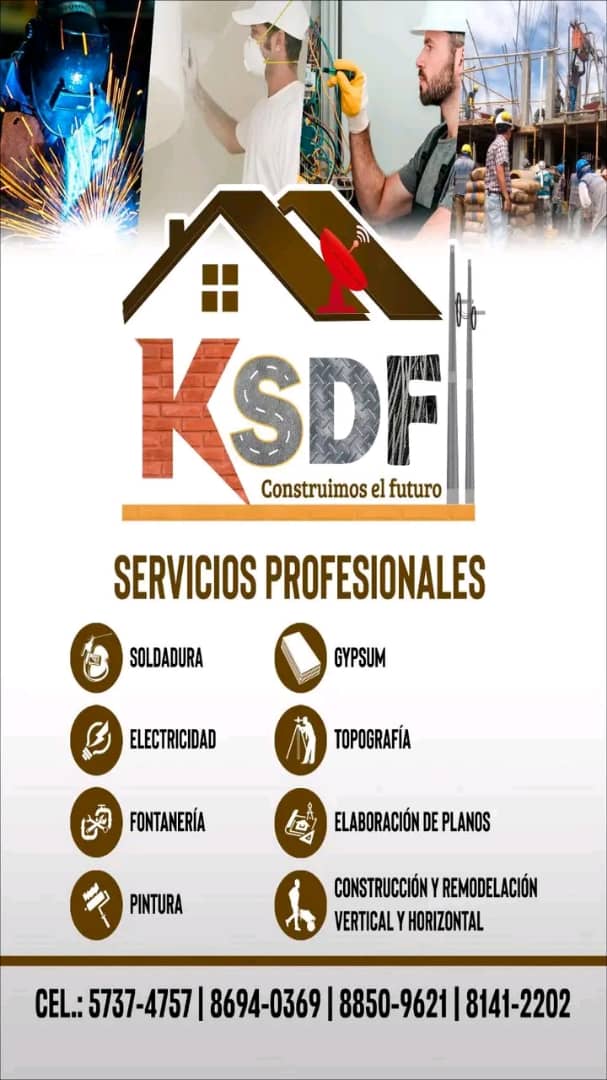 KSDF
Construimos el futuro
SERVICIOS PROFESIONALES
SOLDADURA
GYPSUM
ELECTRICIDAD
TOPOGRAFÍA
FONTANERÍA
ELABORACIÓN DE PLANOS
PINTURA
CONSTRUCCIÓN Y REMODELACIÓN
VERTICAL Y HORIZONTAL
CEL.: 5737-4757 | 8694-0369 | 8850-9621 | 8141-2202